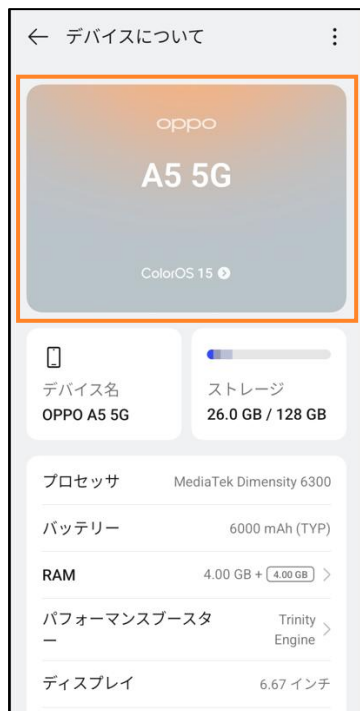 ← デバイスについて
oppo
A5 5G
ColorOS 15
デバイス名
OPPO A5 5G
ストレージ
26.0 GB / 128 GB
プロセッサ MediaTek Dimensity 6300
バッテリー 6000 mAh (TYP)
RAM 4.00 GB + 4.00 GB
パフォーマンスブースタ
ー
Trinity
Engine
ディスプレイ 6.67 インチ